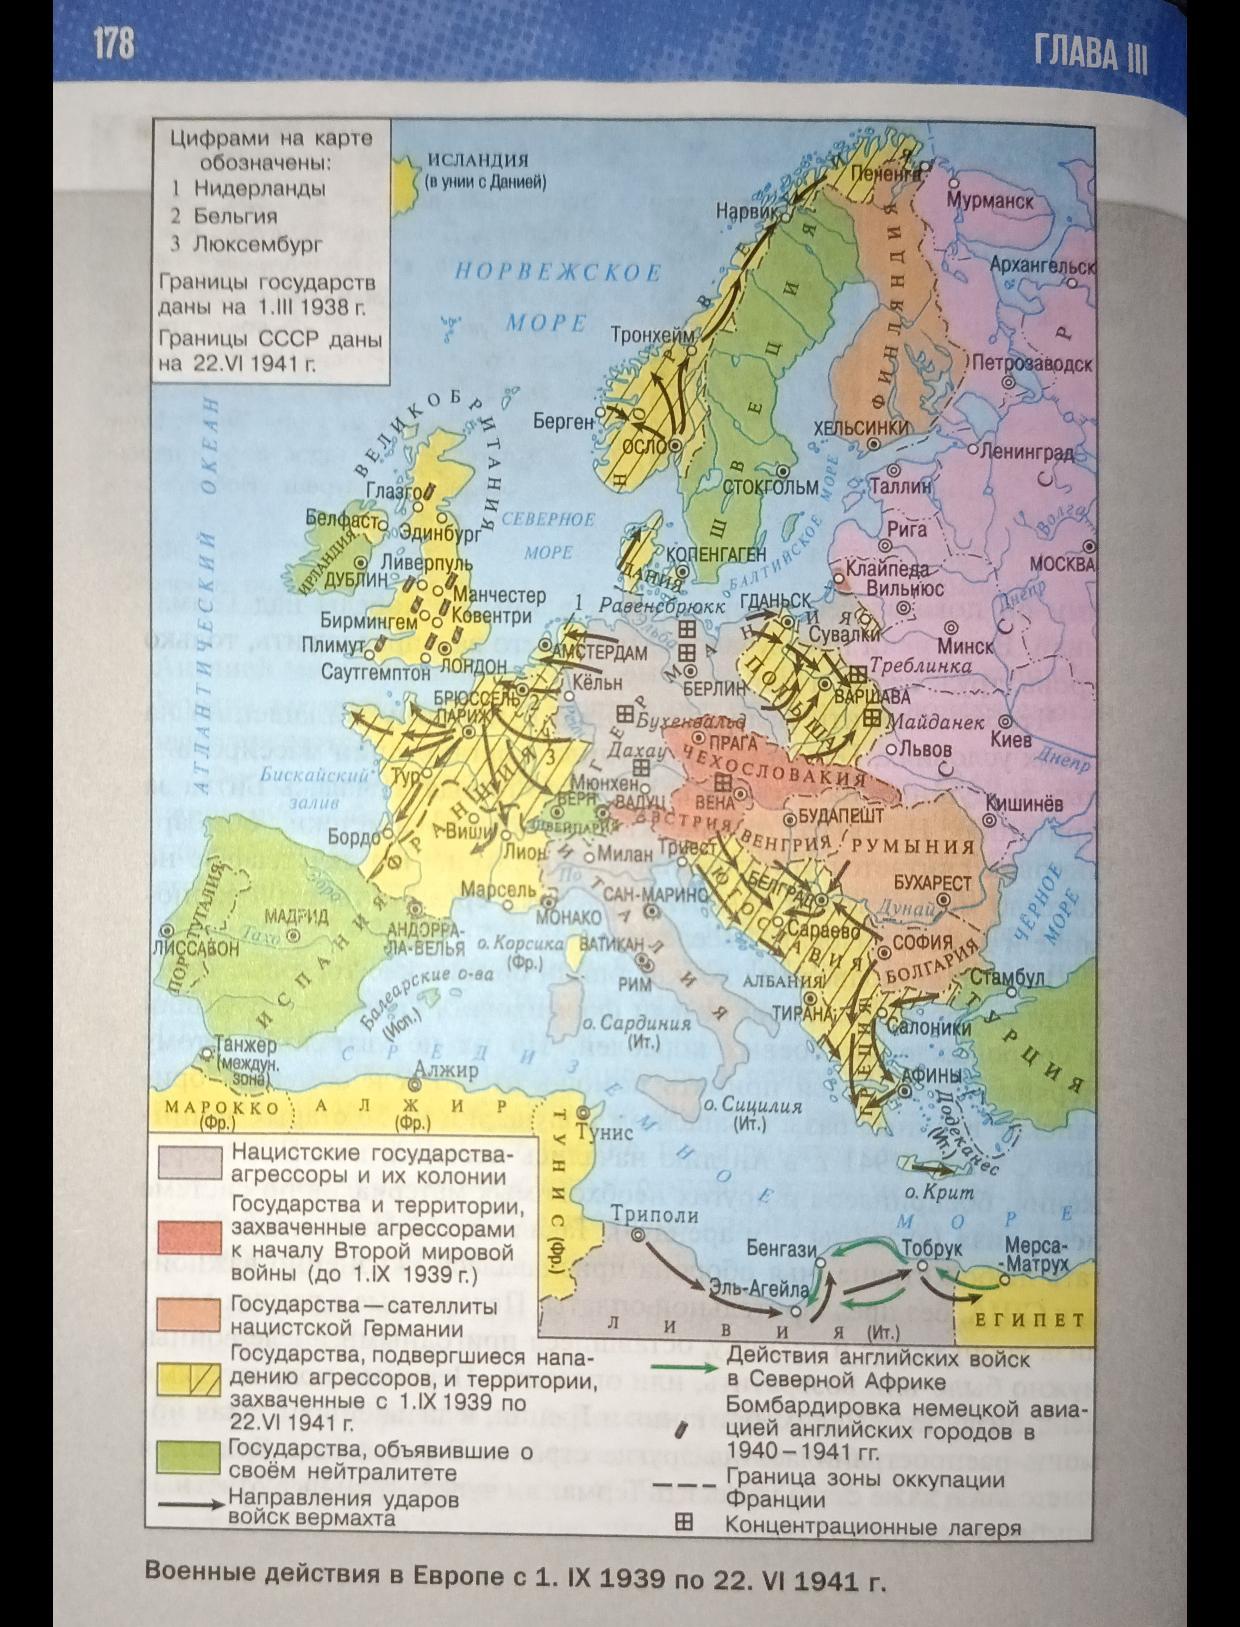 178
ГЛАВА III
Цифрами на карте
обозначены:
1 Нидерланды
2 Бельгия
3 Люксембург
Границы государств
даны на 1.III 1938 г.
Границы СССР даны
на 22.VI 1941 г.
ИСЛАНДИЯ
(в унии с Данией)
НОРВЕЖСКОЕ
МОРЕ
НОРВЕГИЯ
Печенга
Мурманск
Нарвик
Архангельск
Тронхейм
ШВЕЦИЯ
ФИНЛЯНДИЯ
СССР
Петрозаводск
Берген
ОСЛО
ХЕЛЬСИНКИ
Ленинград
СТОКГОЛЬМ
Таллин
АТЛАНТИЧЕСКИЙ ОКЕАН
ВЕЛИКОБРИТАНИЯ
Глазго
Белфаст
Эдинбург
СЕВЕРНОЕ
МОРЕ
БАЛТИЙСКОЕ МОРЕ
Рига
Волга
МОСКВА
ИРЛАНДИЯ
ДУБЛИН
Ливерпуль
ДАНИЯ
КОПЕНГАГЕН
Клайпеда
Вильнюс
Днепр
Манчестер
Ковентри
Бирмингем
1
Равенсбрюкк
ГДАНЬСК
Эльба
Сувалки
Минск
Плимут
Саутгемптон
ЛОНДОН
АМСТЕРДАМ
БЕРЛИН
ГЕРМАНИЯ
ПОЛЬША
Треблинка
ВАРШАВА
Кёльн
БРЮССЕЛЬ
2
ПАРИЖ
Бухенвальд
Майданек
Киев
Львов
Днепр
3
Дахау
ПРАГА
ЧЕХОСЛОВАКИЯ
Бискайский
залив
Тур
ФРАНЦИЯ
Мюнхен
БЕРН
ВАДУЦ
ВЕНА
АВСТРИЯ
ШВЕЙЦАРИЯ
БУДАПЕШТ
Кишинёв
Бордо
Виши
Лион
Милан
Триест
ВЕНГРИЯ
РУМЫНИЯ
По
ИТАЛИЯ
Марсель
МОНАКО
САН-МАРИНО
БЕЛГРАД
БУХАРЕСТ
Дунай
ЧЁРНОЕ
МОРЕ
ПОРТУГАЛИЯ
ЛИССАБОН
МАДРИД
Тахо
Эбро
ИСПАНИЯ
АНДОРРА-
ЛА-ВЕЛЬЯ
о. Корсика
(Фр.)
ВАТИКАН
РИМ
ЮГОСЛАВИЯ
Сараево
СОФИЯ
БОЛГАРИЯ
Балеарские о-ва
(Исп.)
АЛБАНИЯ
ТИРАНА
Стамбул
ТУРЦИЯ
Салоники
о. Сардиния
(Ит.)
ГРЕЦИЯ
АФИНЫ
Танжер
(междун.
зона)
Алжир
СРЕДИЗЕМНОЕ
МОРЕ
МАРОККО
(Фр.)
АЛЖИР
(Фр.)
Тунис
ТУНИС (Фр.)
о. Сицилия
(Ит.)
Додеканес
(Ит.)
о. Крит
Триполи
Бенгази
Тобрук
Мерса-
Матрух
Эль-Агейла
ЛИВИЯ (Ит.)
ЕГИПЕТ
Нацистские государства-
агрессоры и их колонии
Государства и территории,
захваченные агрессорами
к началу Второй мировой
войны (до 1.IX 1939 г.)
Государства—сателлиты
нацистской Германии
Государства, подвергшиеся напа-
дению агрессоров, и территории,
захваченные с 1.IX 1939 по
22.VI 1941 г.
Государства, объявившие о
своём нейтралитете
Направления ударов
войск вермахта
Действия английских войск
в Северной Африке
Бомбардировка немецкой авиа-
цией английских городов в
1940–1941 гг.
Граница зоны оккупации
Франции
Концентрационные лагеря
Военные действия в Европе с 1. IX 1939 по 22. VI 1941 г.